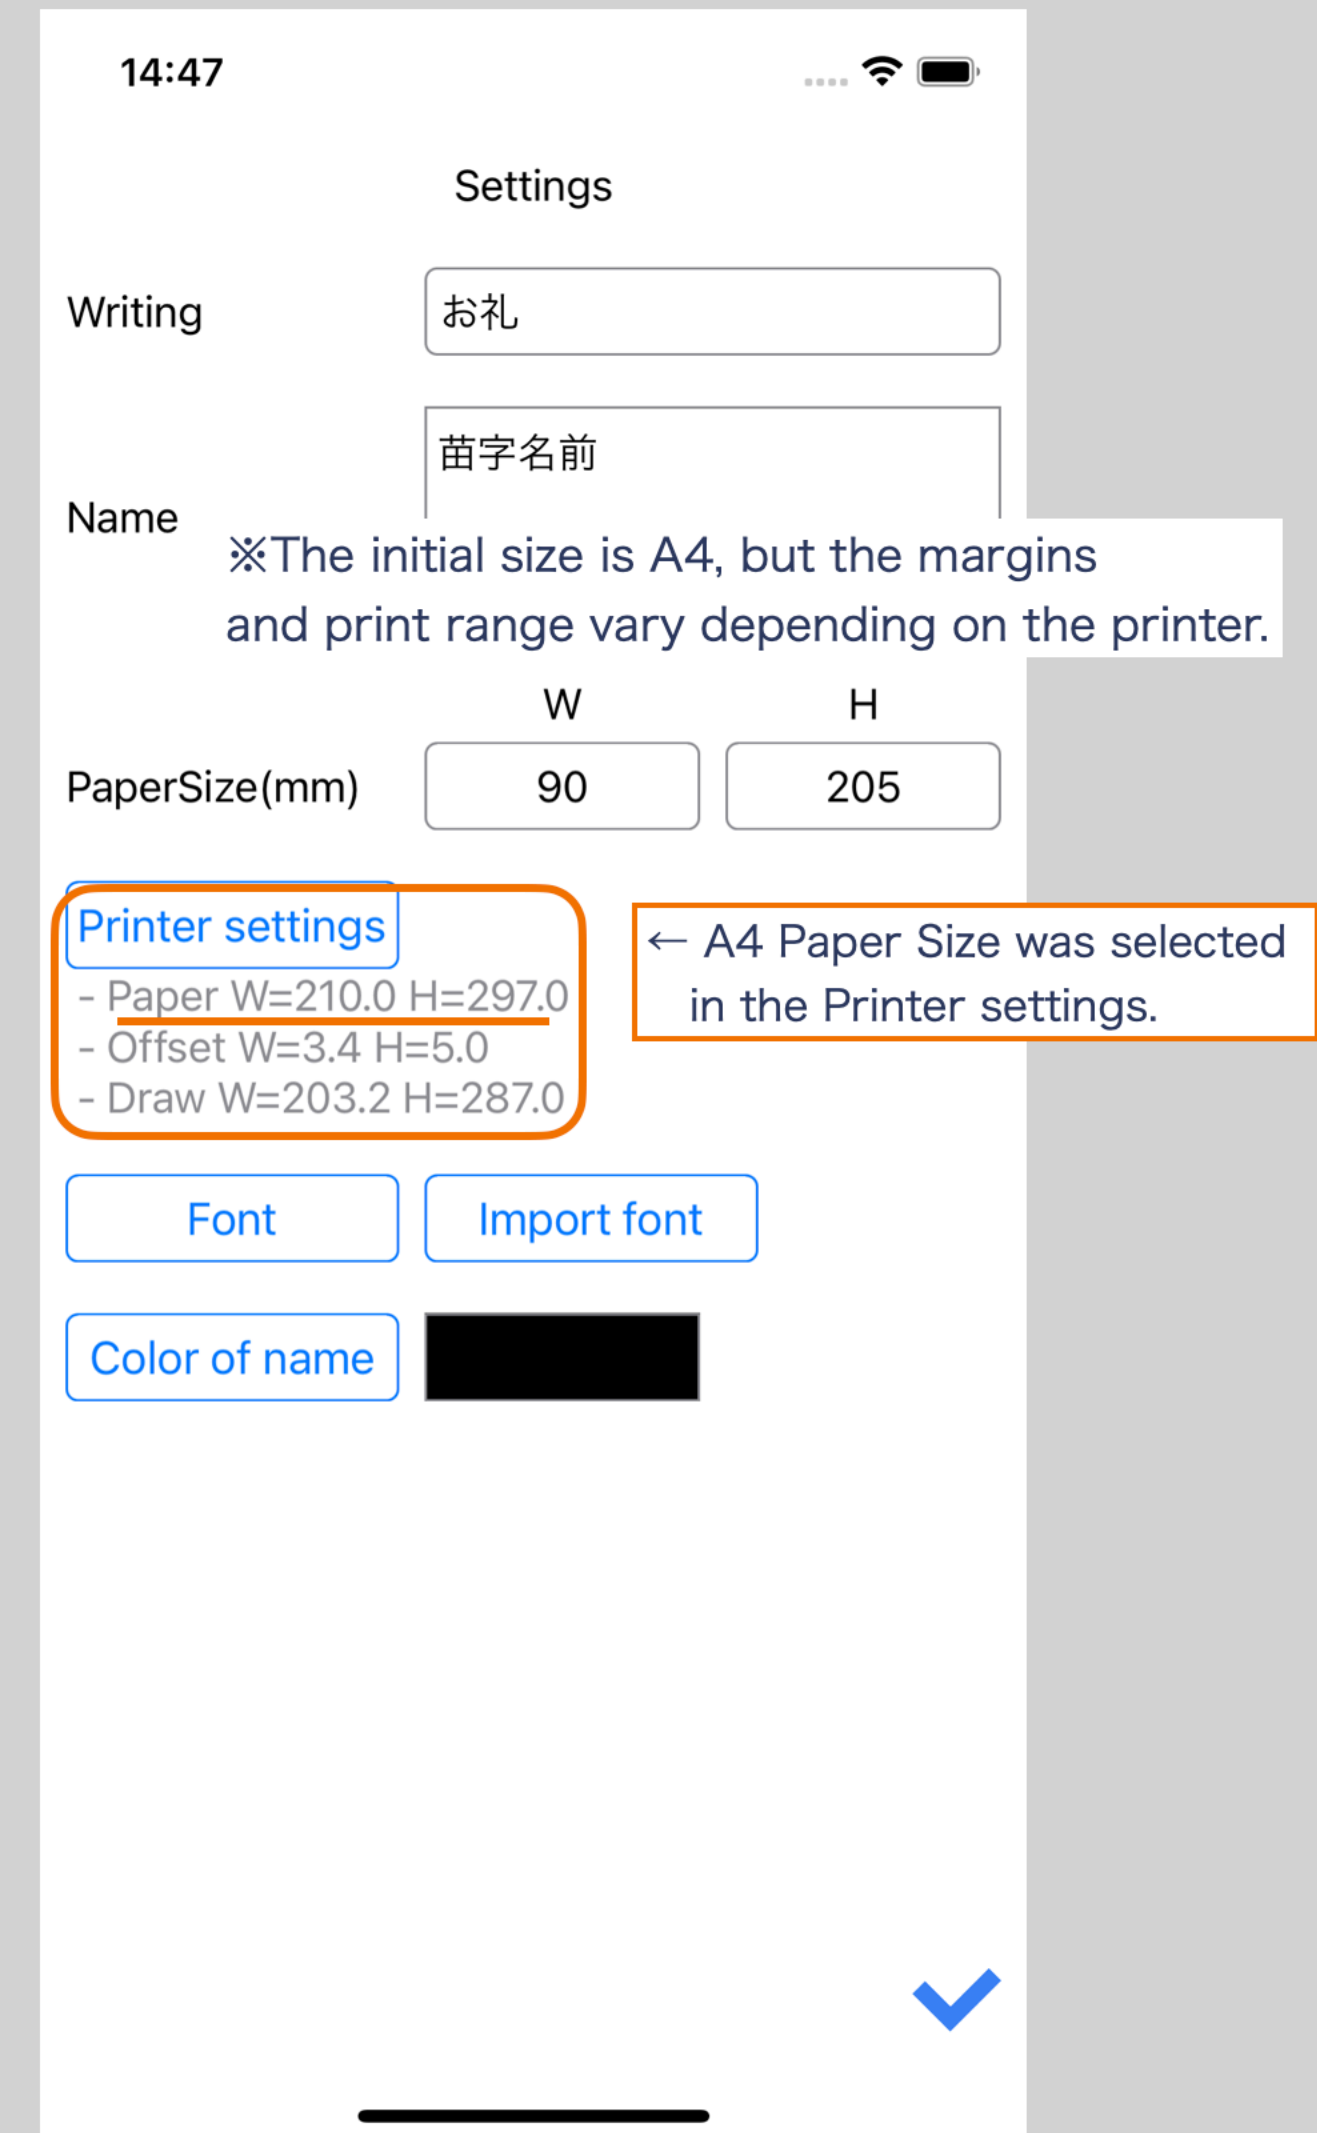 14:47
Settings
Writing
お礼
苗字名前
Name
※The initial size is A4, but the margins
and print range vary depending on the printer.
W H
PaperSize(mm) 90 205
Printer settings
- Paper W=210.0 H=297.0
- Offset W=3.4 H=5.0
- Draw W=203.2 H=287.0
← A4 Paper Size was selected
in the Printer settings.
Font Import font
Color of name